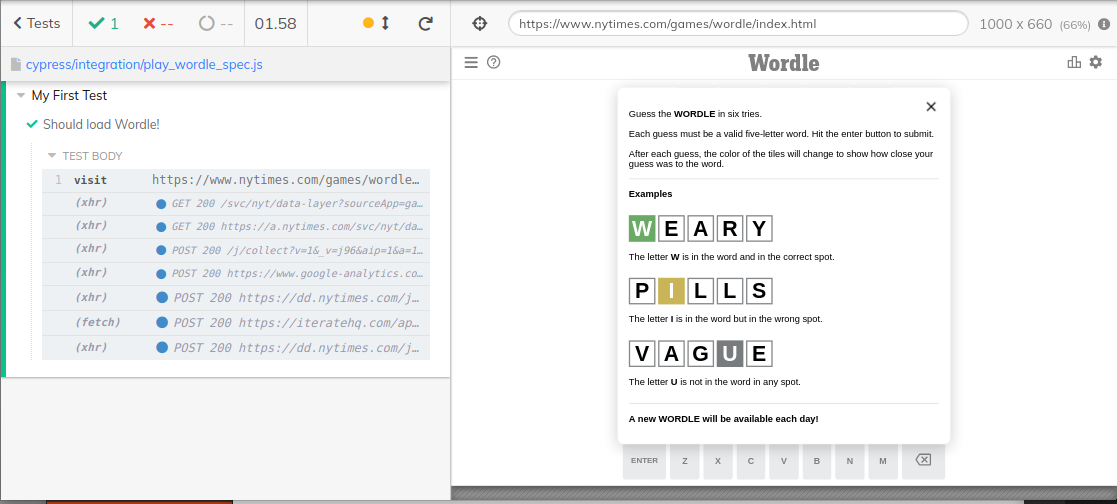 Tests
1
--
--
01.58
https://www.nytimes.com/games/wordle/index.html
1000 x 660 (66%)
cypress/integration/play_wordle_spec.js
My First Test
Should load Wordle!
TEST BODY
1 visit https://www.nytimes.com/games/wordle…
(xhr) GET 200 /svc/nyt/data-layer?sourceApp=ga…
(xhr) GET 200 https://a.nytimes.com/svc/nyt/da…
(xhr) POST 200 /j/collect?v=1&_v=j96&aip=1&a=1…
(xhr) POST 200 https://www.google-analytics.co…
(xhr) POST 200 https://dd.nytimes.com/j…
(fetch) POST 200 https://iteratehq.com/ap…
(xhr) POST 200 https://dd.nytimes.com/j…
Wordle
Guess the WORDLE in six tries.
Each guess must be a valid five-letter word. Hit the enter button to submit.
After each guess, the color of the tiles will change to show how close your
guess was to the word.
Examples
W E A R Y
The letter W is in the word and in the correct spot.
P I L L S
The letter I is in the word but in the wrong spot.
V A G U E
The letter U is not in the word in any spot.
A new WORDLE will be available each day!
ENTER Z X C V B N M